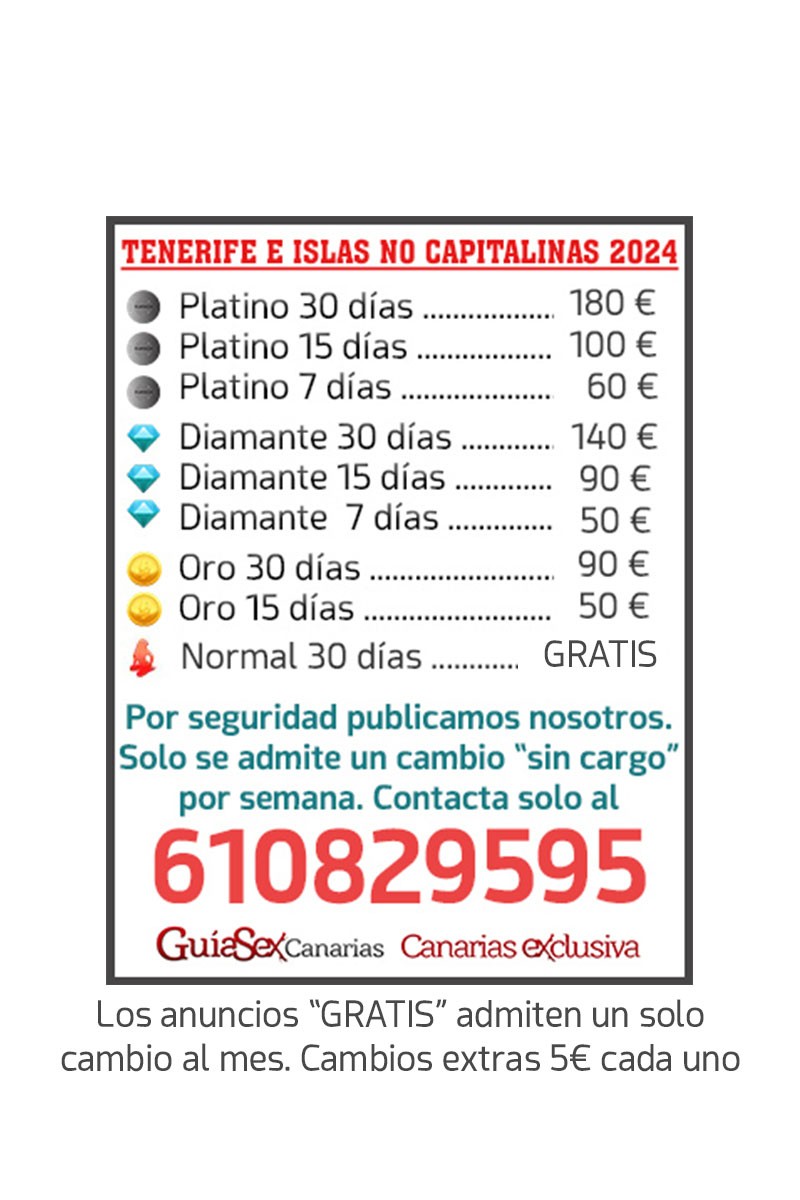 TENERIFE E ISLAS NO CAPITALINAS 2024
Platino 30 días .................. 180 €
Platino 15 días .................. 100 €
Platino 7 días .................... 60 €
Diamante 30 días ............. 140 €
Diamante 15 días ............. 90 €
Diamante 7 días .............. 50 €
Oro 30 días ........................ 90 €
Oro 15 días ......................... 50 €
Normal 30 días ............ GRATIS
Por seguridad publicamos nosotros.
Solo se admite un cambio “sin cargo”
por semana. Contacta solo al
610829595
GuíaSexCanarias Canarias exclusiva
Los anuncios “GRATIS” admiten un solo
cambio al mes. Cambios extras 5€ cada uno